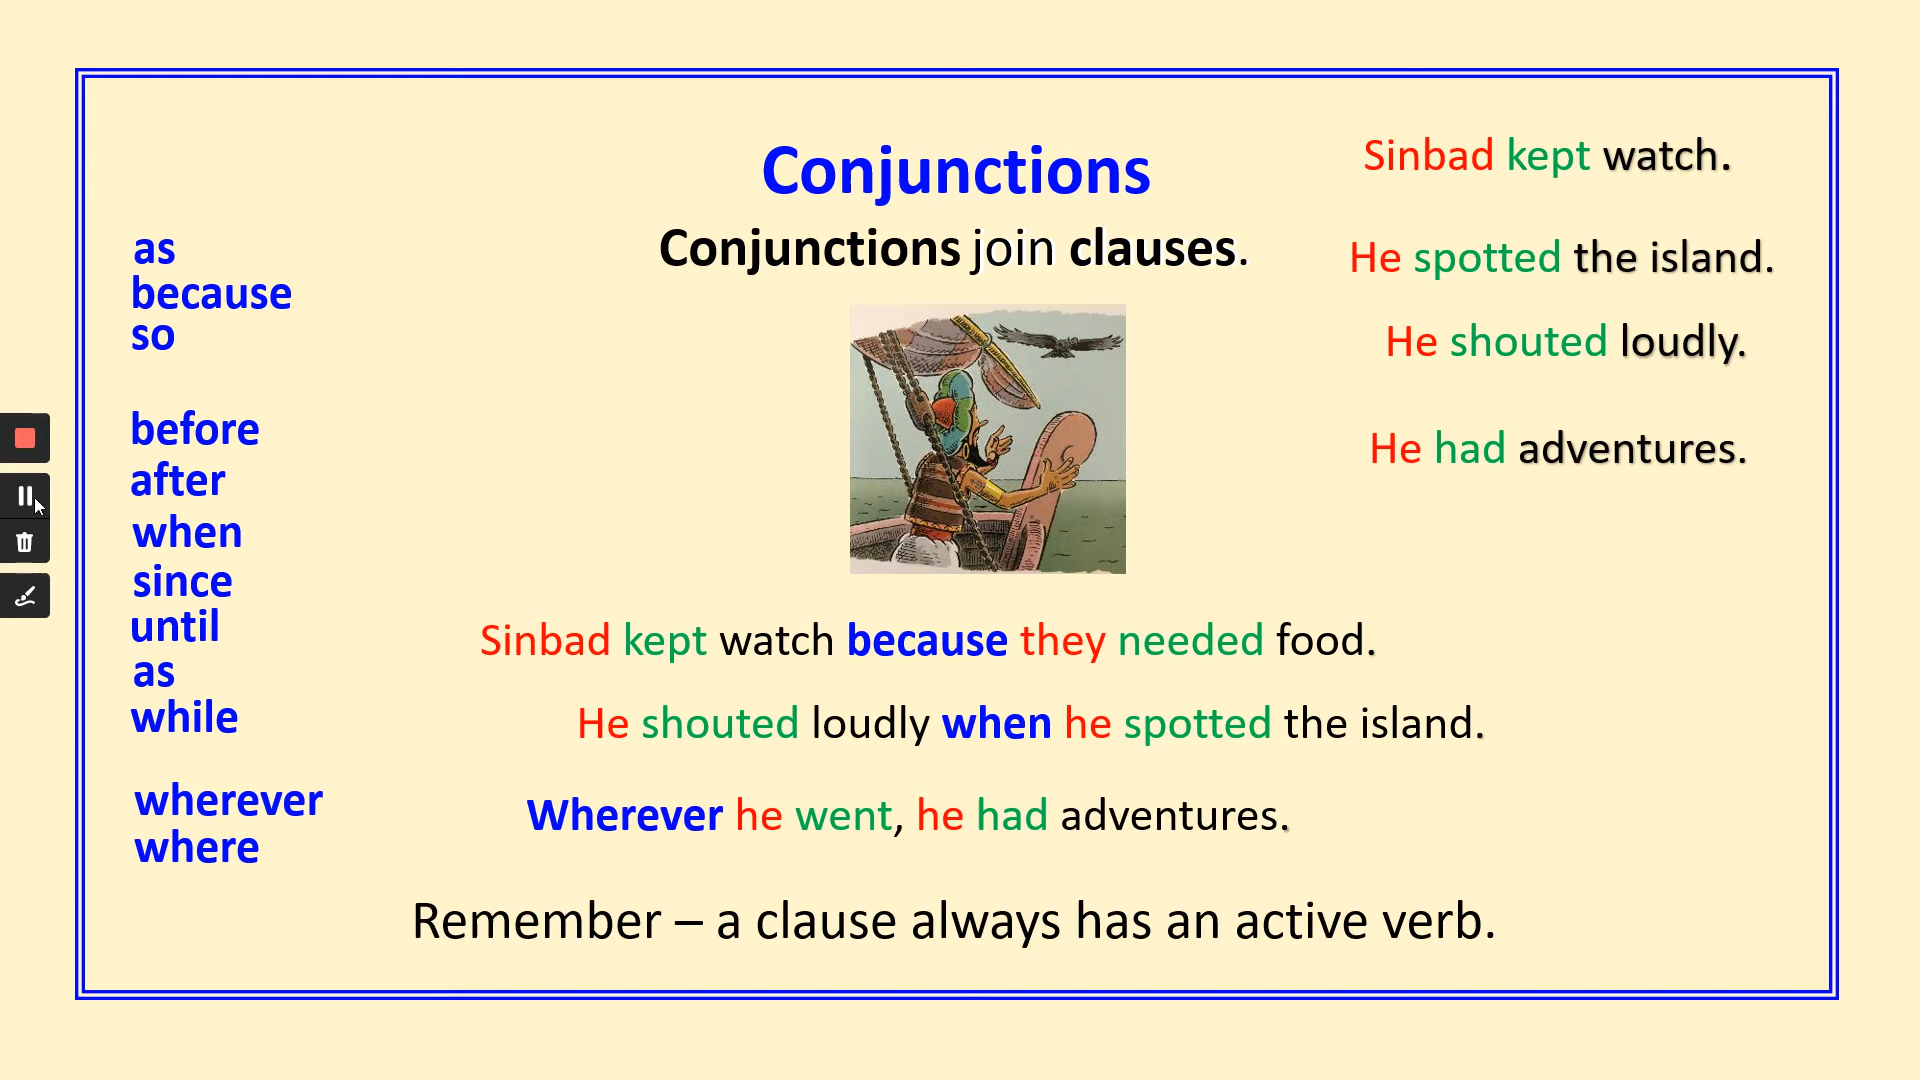 Conjunctions
Conjunctions join clauses.
as
because
so
before
after
when
since
until
as
while
wherever
where
Sinbad kept watch.
He spotted the island.
He shouted loudly.
He had adventures.
Sinbad kept watch because they needed food.
He shouted loudly when he spotted the island.
Wherever he went, he had adventures.
Remember – a clause always has an active verb.